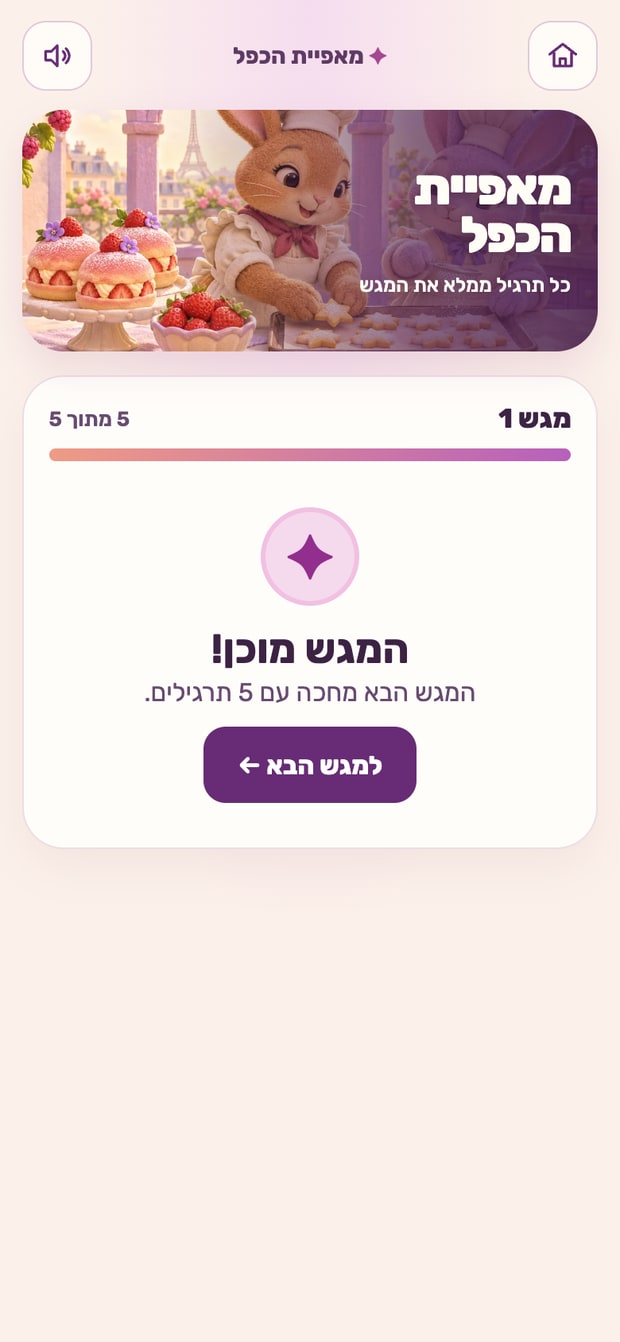 מאפיית הכפל
מאפיית
הכפל
כל תרגיל ממלא את המגש
מגש 1
5 מתוך 5
המגש מוכן!
המגש הבא מחכה עם 5 תרגילים.
למגש הבא ←